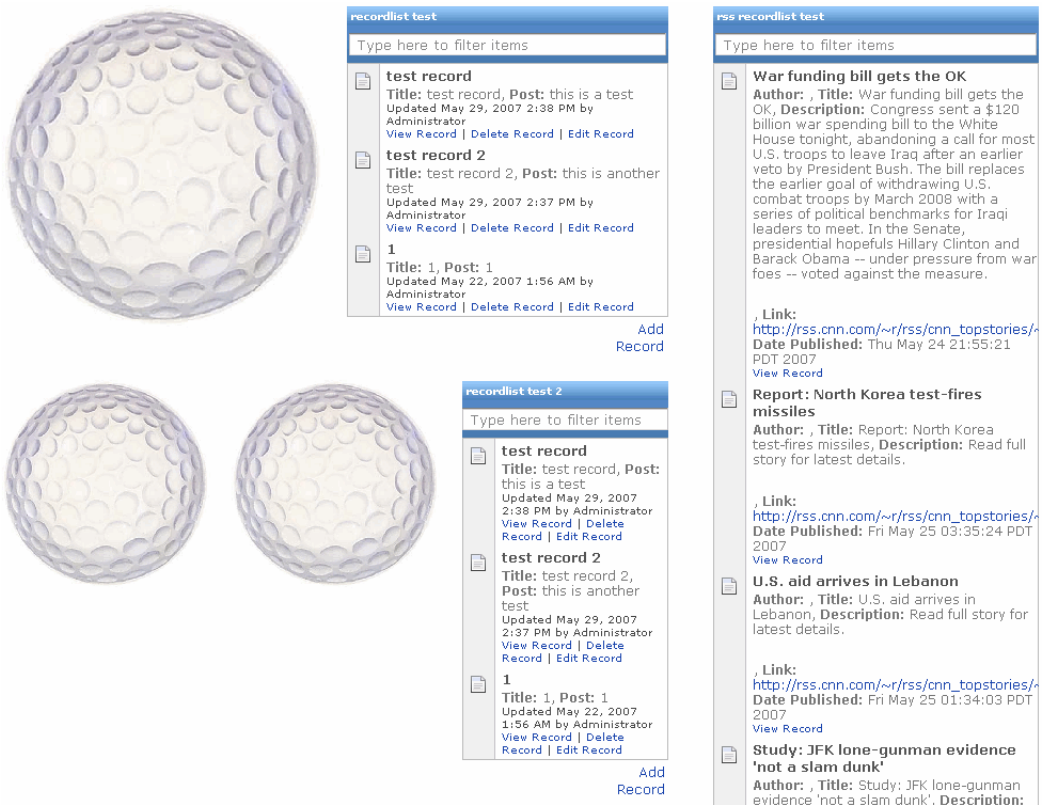 recordlist test
Type here to filter items
test record
Title: test record, Post: this is a test
Updated May 29, 2007 2:38 PM by
Administrator
View Record | Delete Record | Edit Record
test record 2
Title: test record 2, Post: this is another
test
Updated May 29, 2007 2:37 PM by
Administrator
View Record | Delete Record | Edit Record
1
Title: 1, Post: 1
Updated May 22, 2007 1:56 AM by
Administrator
View Record | Delete Record | Edit Record
Add
Record
recordlist test 2
Type here to filter items
test record
Title: test record, Post:
this is a test
Updated May 29, 2007
2:38 PM by Administrator
View Record | Delete
Record | Edit Record
test record 2
Title: test record 2,
Post: this is another
test
Updated May 29, 2007
2:37 PM by Administrator
View Record | Delete
Record | Edit Record
1
Title: 1, Post: 1
Updated May 22, 2007
1:56 AM by Administrator
View Record | Delete
Record | Edit Record
Add
Record
rss recordlist test
Type here to filter items
War funding bill gets the OK
Author: , Title: War funding bill gets the
OK, Description: Congress sent a $120
billion war spending bill to the White
House tonight, abandoning a call for most
U.S. troops to leave Iraq after an earlier
veto by President Bush. The bill replaces
the earlier goal of withdrawing U.S.
combat troops by March 2008 with a
series of political benchmarks for Iraqi
leaders to meet. In the Senate,
presidential hopefuls Hillary Clinton and
Barack Obama -- under pressure from war
foes -- voted against the measure.
, Link:
http://rss.cnn.com/~r/rss/cnn_topstories/~
Date Published: Thu May 24 21:55:21
PDT 2007
View Record
Report: North Korea test-fires
missiles
Author: , Title: Report: North Korea
test-fires missiles, Description: Read full
story for latest details.
, Link:
http://rss.cnn.com/~r/rss/cnn_topstories/~
Date Published: Fri May 25 03:35:24 PDT
2007
View Record
U.S. aid arrives in Lebanon
Author: , Title: U.S. aid arrives in
Lebanon, Description: Read full story for
latest details.
, Link:
http://rss.cnn.com/~r/rss/cnn_topstories/~
Date Published: Fri May 25 01:34:03 PDT
2007
View Record
Study: JFK lone-gunman evidence
'not a slam dunk'
Author: , Title: Study: JFK lone-gunman
evidence 'not a slam dunk', Description: